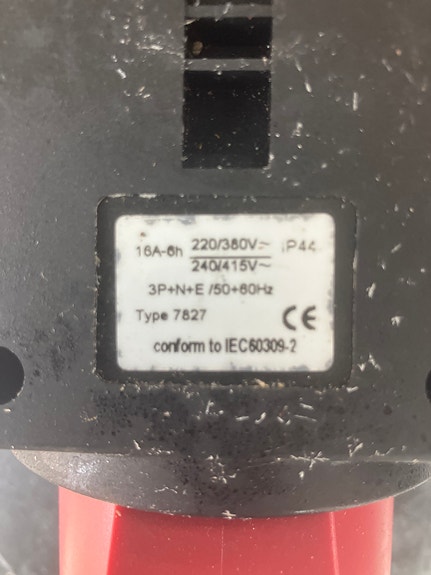 16A-6h 220/380V~ IP44
240/415V~
3P+N+E /50+60Hz
Type 7827 CE
conform to IEC60309-2